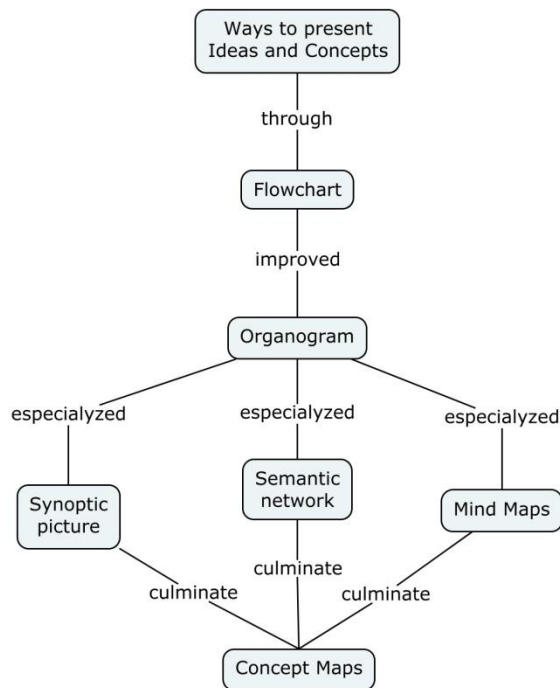 Ways to present
Ideas and Concepts
through
Flowchart
improved
Organogram
especialyzed
especialyzed
especialyzed
Synoptic
picture
Semantic
network
Mind Maps
culminate
culminate
culminate
Concept Maps